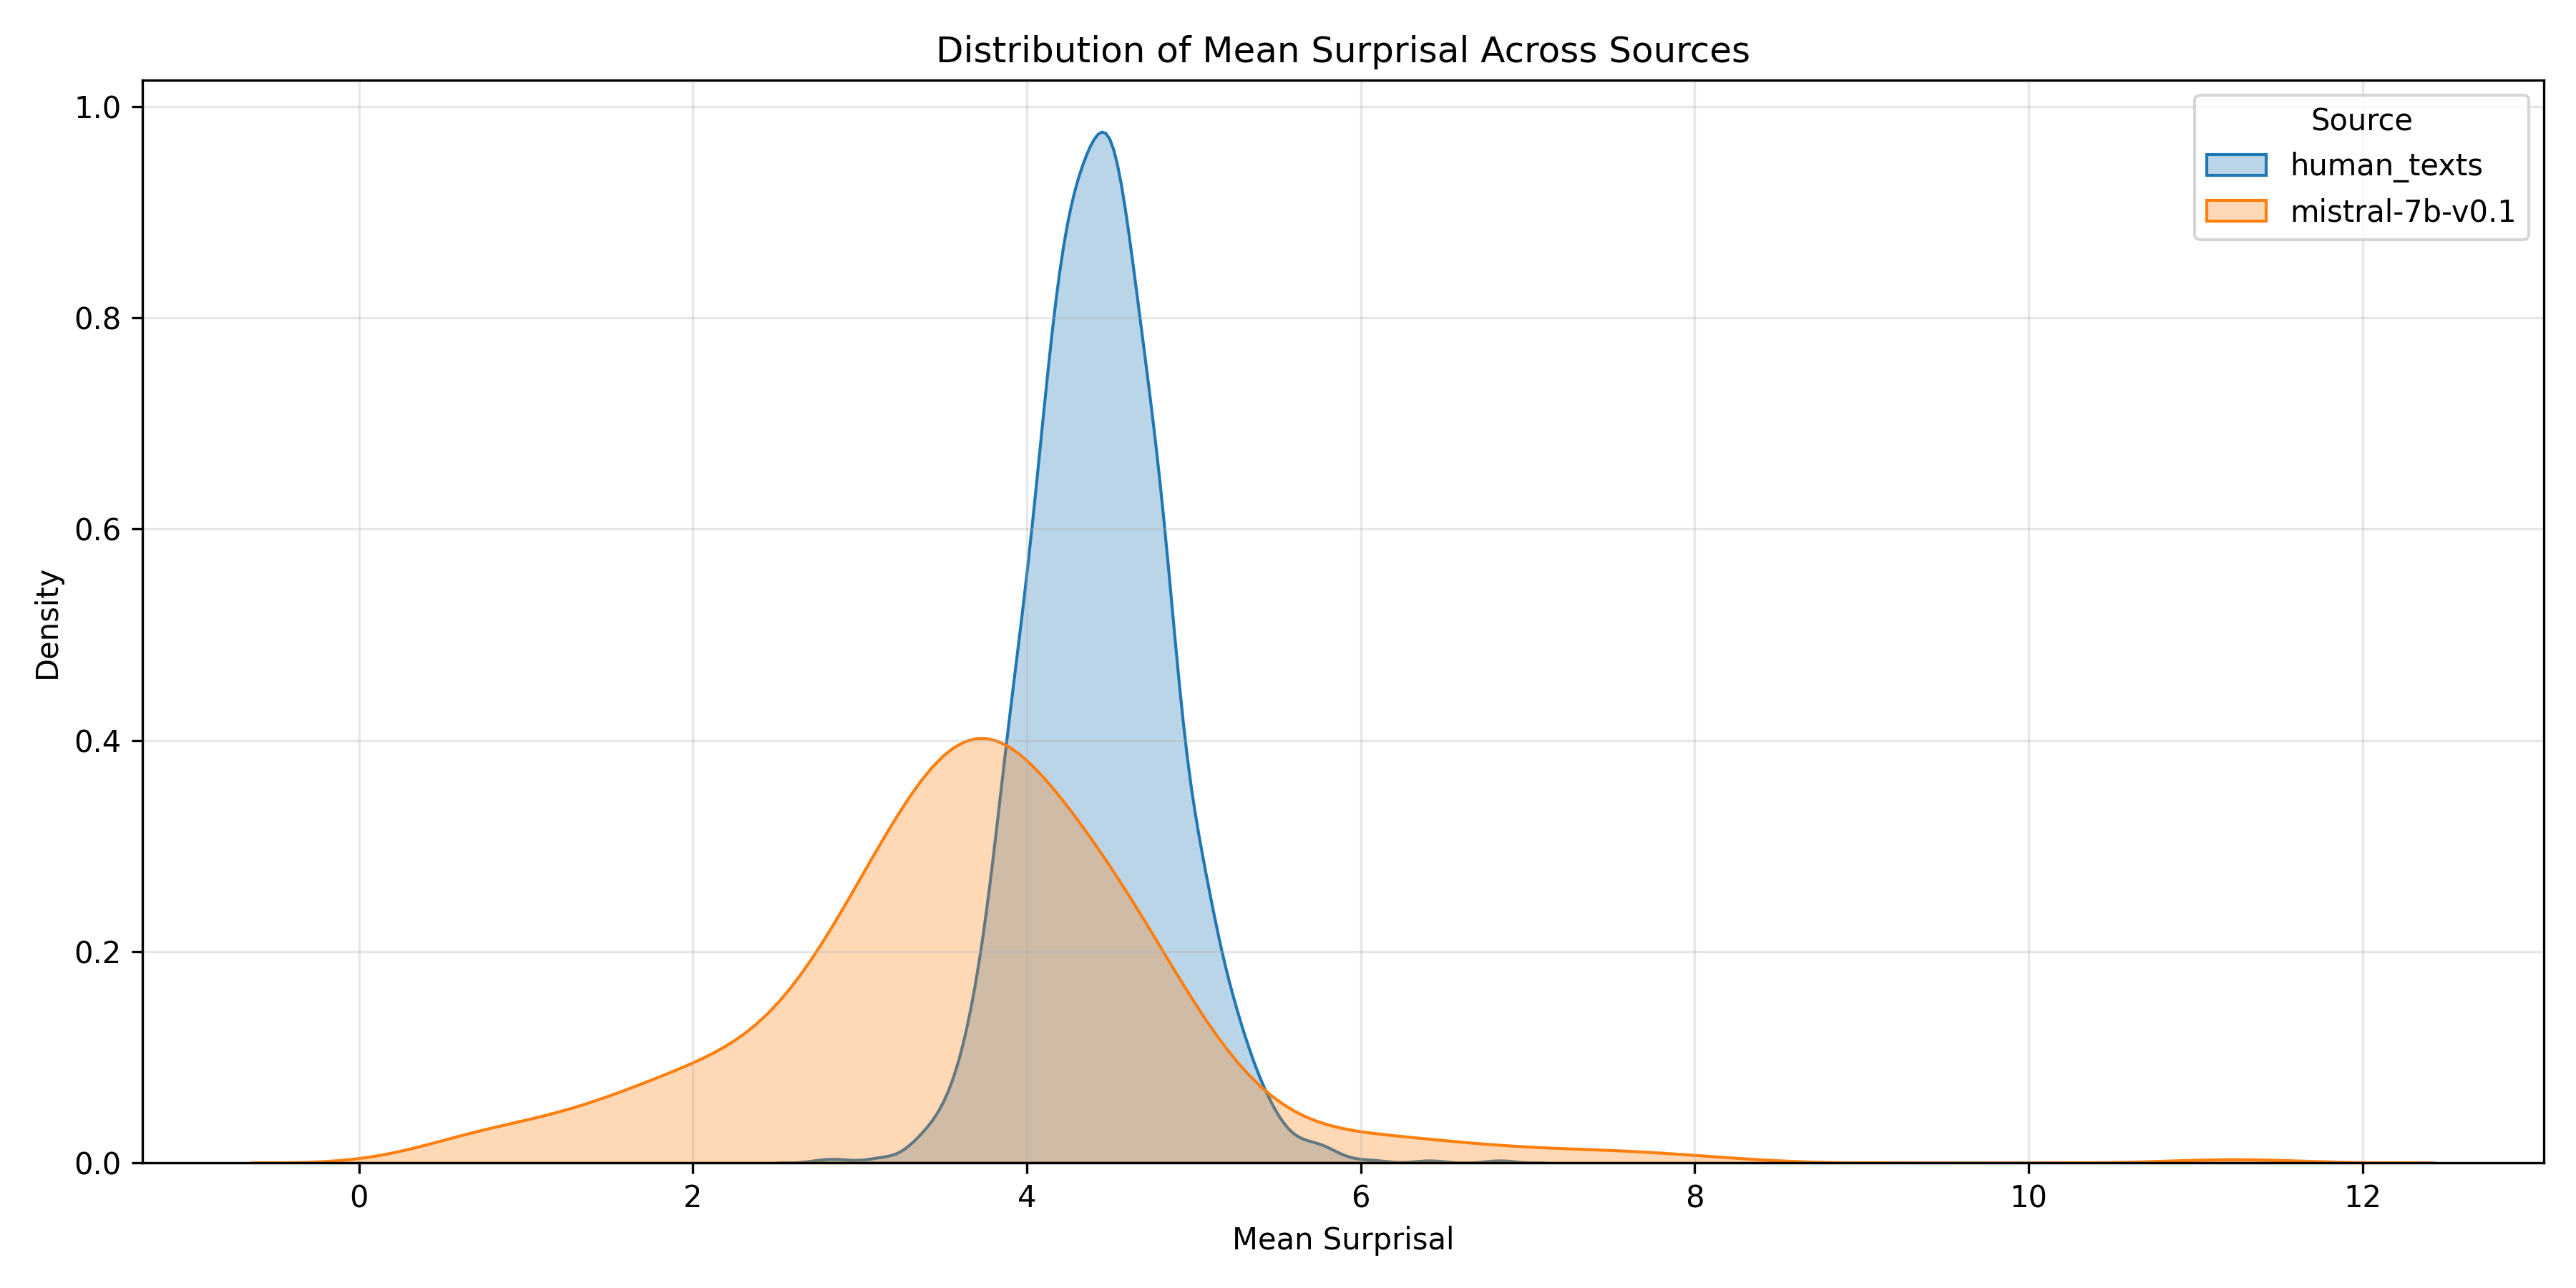 Distribution of Mean Surprisal Across Sources
1.0
0.8
0.6
0.4
0.2
0.0
Density
Source
human_texts
mistral-7b-v0.1
0 2 4 6 8 10 12
Mean Surprisal